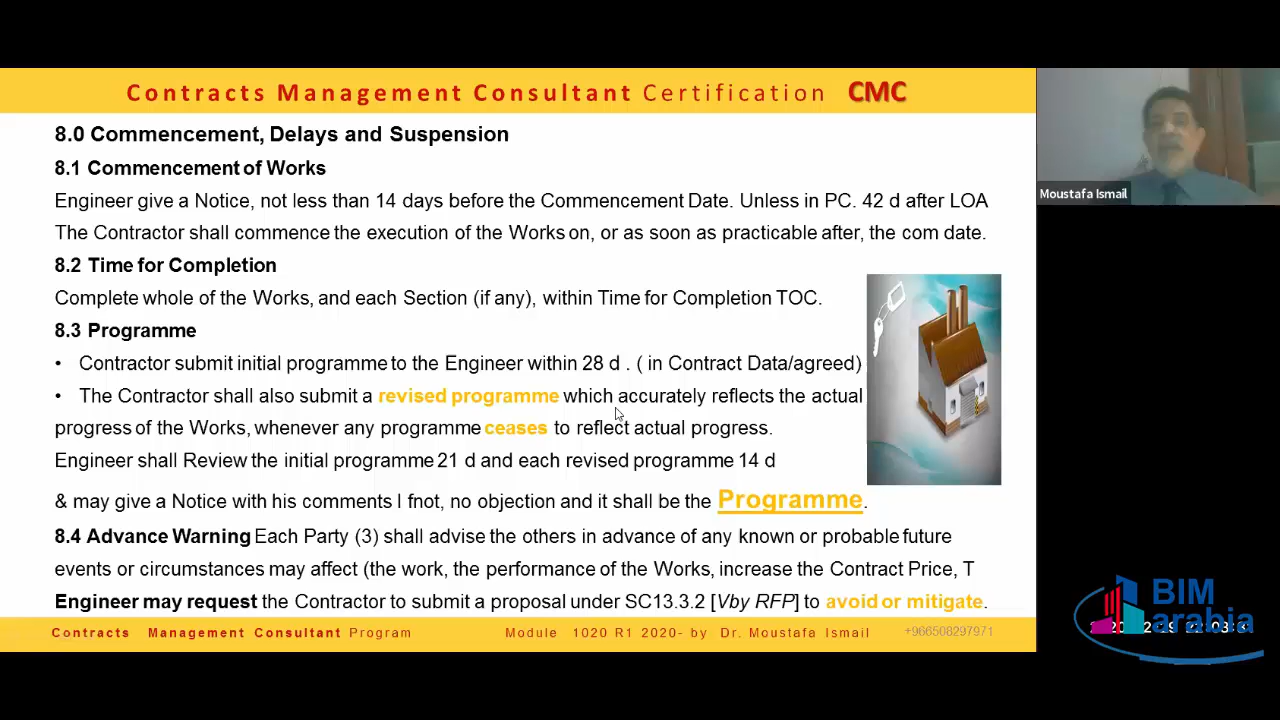 Contracts Management Consultant Certification CMC
8.0 Commencement, Delays and Suspension
8.1 Commencement of Works
Engineer give a Notice, not less than 14 days before the Commencement Date. Unless in PC. 42 d after LOA
The Contractor shall commence the execution of the Works on, or as soon as practicable after, the com date.
8.2 Time for Completion
Complete whole of the Works, and each Section (if any), within Time for Completion TOC.
8.3 Programme
• Contractor submit initial programme to the Engineer within 28 d . ( in Contract Data/agreed)
• The Contractor shall also submit a revised programme which accurately reflects the actual
progress of the Works, whenever any programme ceases to reflect actual progress.
Engineer shall Review the initial programme 21 d and each revised programme 14 d
& may give a Notice with his comments I fnot, no objection and it shall be the Programme.
8.4 Advance Warning Each Party (3) shall advise the others in advance of any known or probable future
events or circumstances may affect (the work, the performance of the Works, increase the Contract Price, T
Engineer may request the Contractor to submit a proposal under SC13.3.2 [Vby RFP] to avoid or mitigate.
Contracts Management Consultant Program Module 1020 R1 2020- by Dr. Moustafa Ismail +966508297971
Moustafa Ismail
BIM
arabia